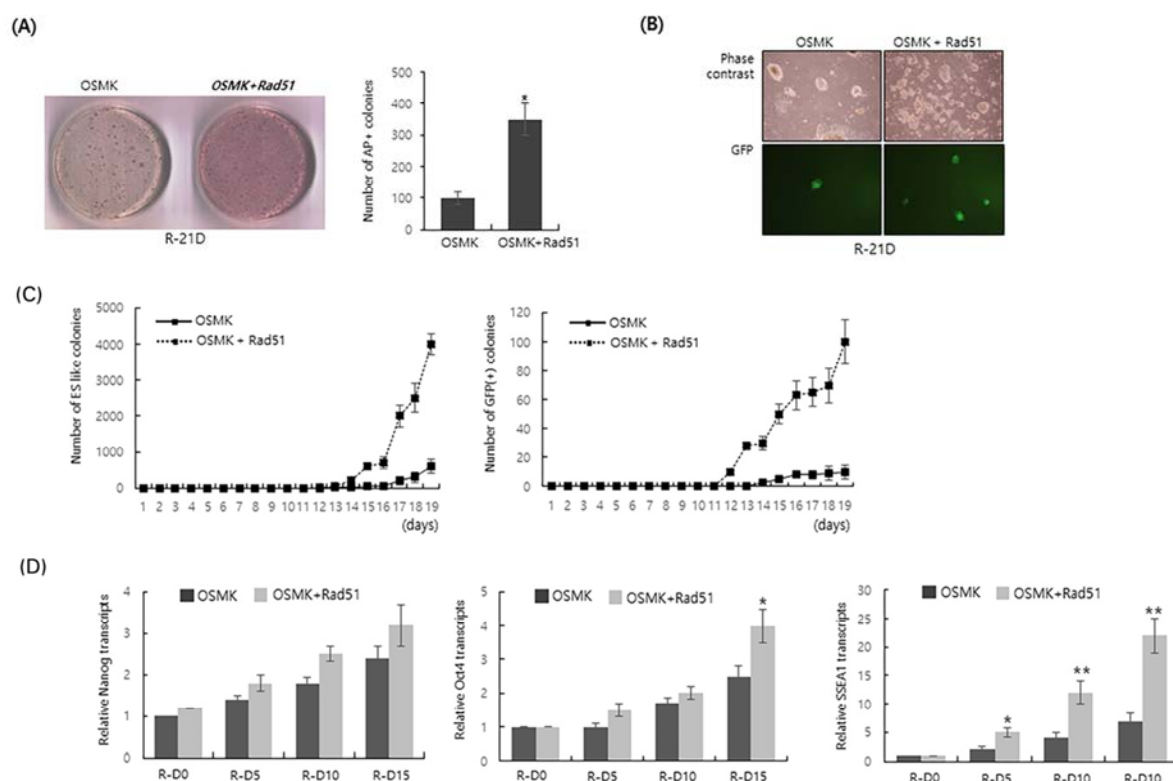 (A)
OSMK
OSMK+Rad51
R-21D
Number of AP+ colonies
500
400
300
200
100
0
*
OSMK
OSMK+Rad51
(B)
OSMK
OSMK + Rad51
Phase
contrast
GFP
R-21D
(C)
Number of ES like colonies
5000
4000
3000
2000
1000
0
OSMK
OSMK + Rad51
1 2 3 4 5 6 7 8 9 10 11 12 13 14 15 16 17 18 19
(days)
Number of GFP(+) colonies
120
100
80
60
40
20
0
OSMK
OSMK + Rad51
1 2 3 4 5 6 7 8 9 10 11 12 13 14 15 16 17 18 19
(days)
(D)
Relative Nanog transcripts
4
3
2
1
0
OSMK OSMK+Rad51
R-D0 R-D5 R-D10 R-D15
Relative Oct4 transcripts
5
4
3
2
1
0
OSMK OSMK+Rad51
*
R-D0 R-D5 R-D10 R-D15
Relative SSEA1 transcripts
30
25
20
15
10
5
0
OSMK OSMK+Rad51
* ** **
R-D0 R-D5 R-D10 R-D10